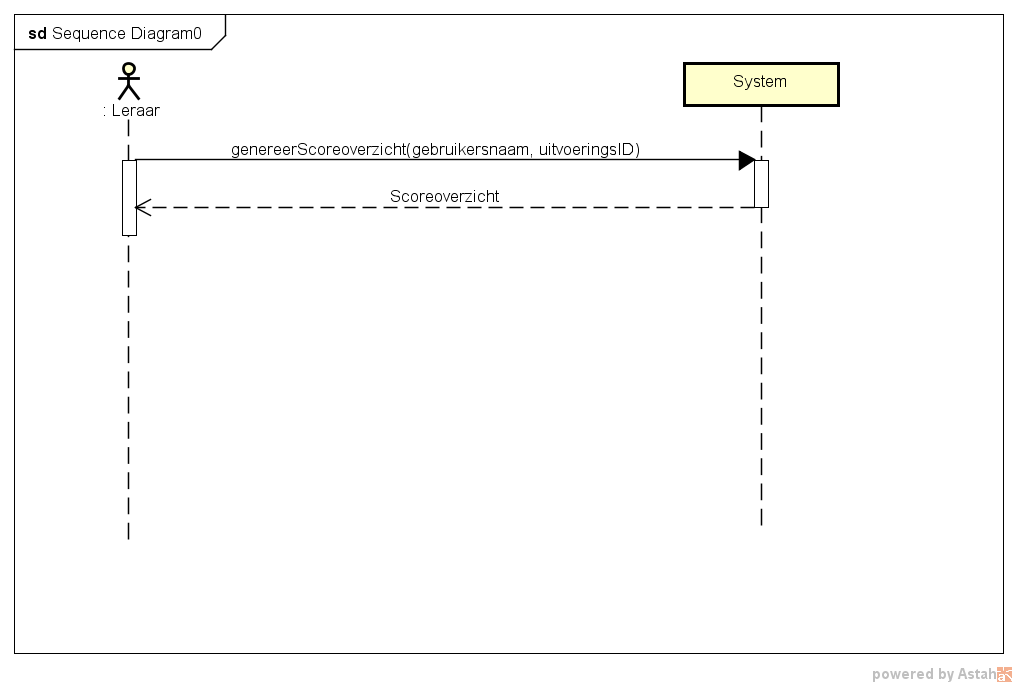 sd Sequence Diagram0
: Leraar
System
genereerScoreoverzicht(gebruikersnaam, uitvoeringsID)
Scoreoverzicht
powered by Astah